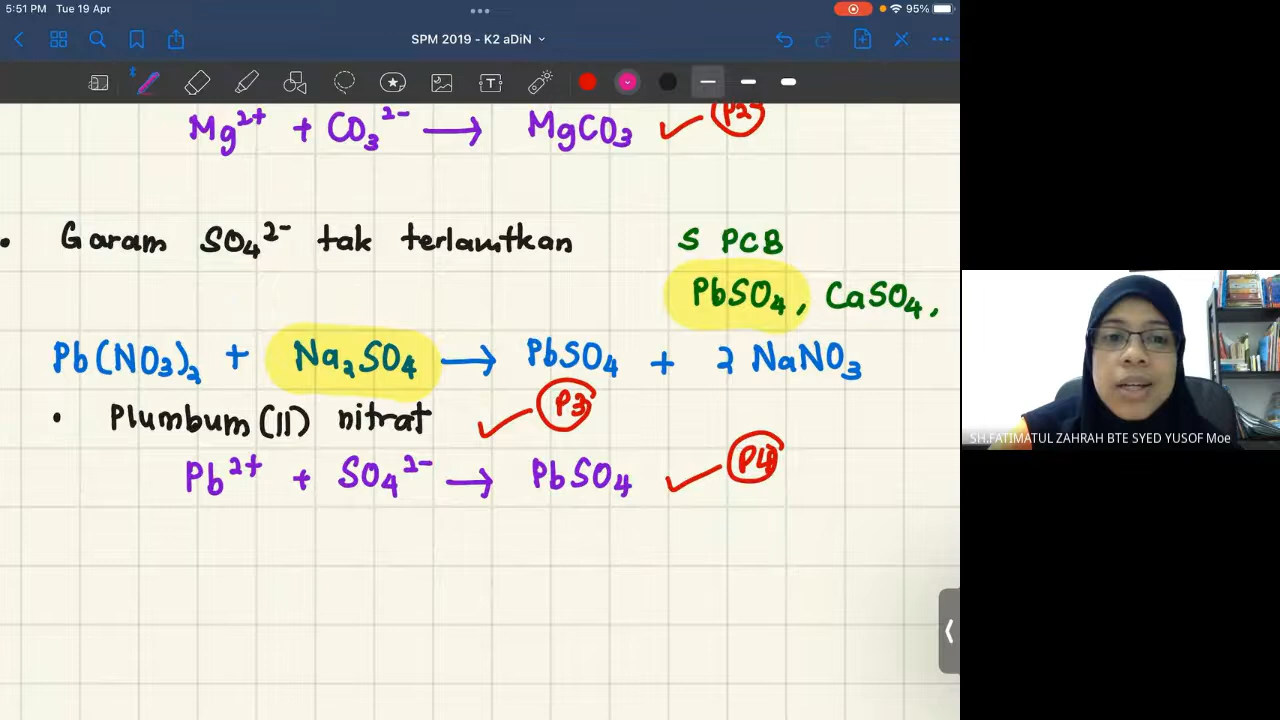 5:51 PM Tue 19 Apr
95%
SPM 2019 - K2 aDiN
Mg²⁺ + CO₃²⁻ → MgCO₃ ✓ P2
• Garam SO₄²⁻ tak terlarutkan
S PCB
PbSO₄, CaSO₄,
Pb(NO₃)₂ + Na₂SO₄ → PbSO₄ + 2 NaNO₃
• Plumbum (II) nitrat ✓ P3
Pb²⁺ + SO₄²⁻ → PbSO₄ ✓ P4
SH.FATIMATUL ZAHRAH BTE SYED YUSOF Moe